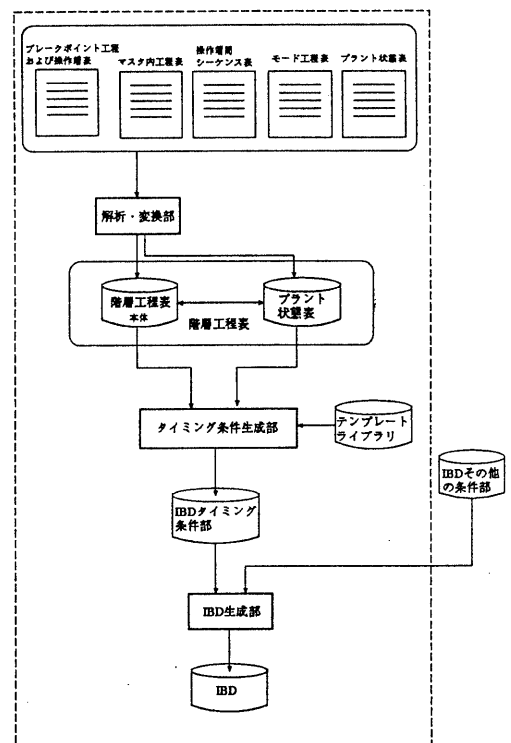 ブレークポイント工程
および操作端表
マスタ内工程表
操作端間
シーケンス表
モード工程表
プラント状態表
解析・変換部
階層工程表
本体
プラント
状態表
階層工程表
タイミング条件生成部
テンプレート
ライブラリ
IBDその他
の条件部
IBDタイミング
条件部
IBD生成部
IBD